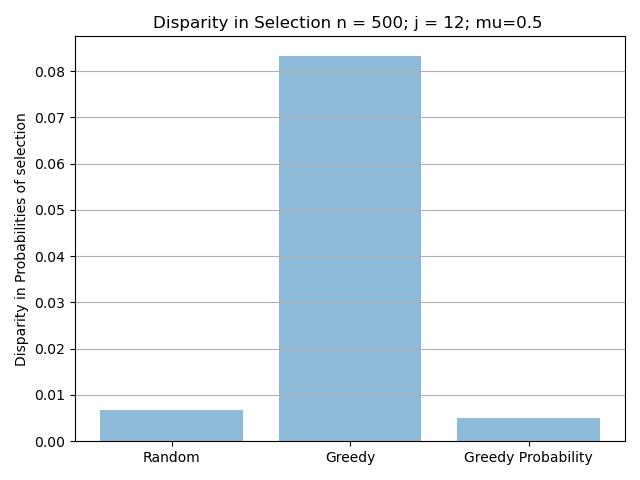 Disparity in Selection n = 500; j = 12; mu=0.5
Disparity in Probabilities of selection
0.08
0.07
0.06
0.05
0.04
0.03
0.02
0.01
0.00
Random
Greedy
Greedy Probability